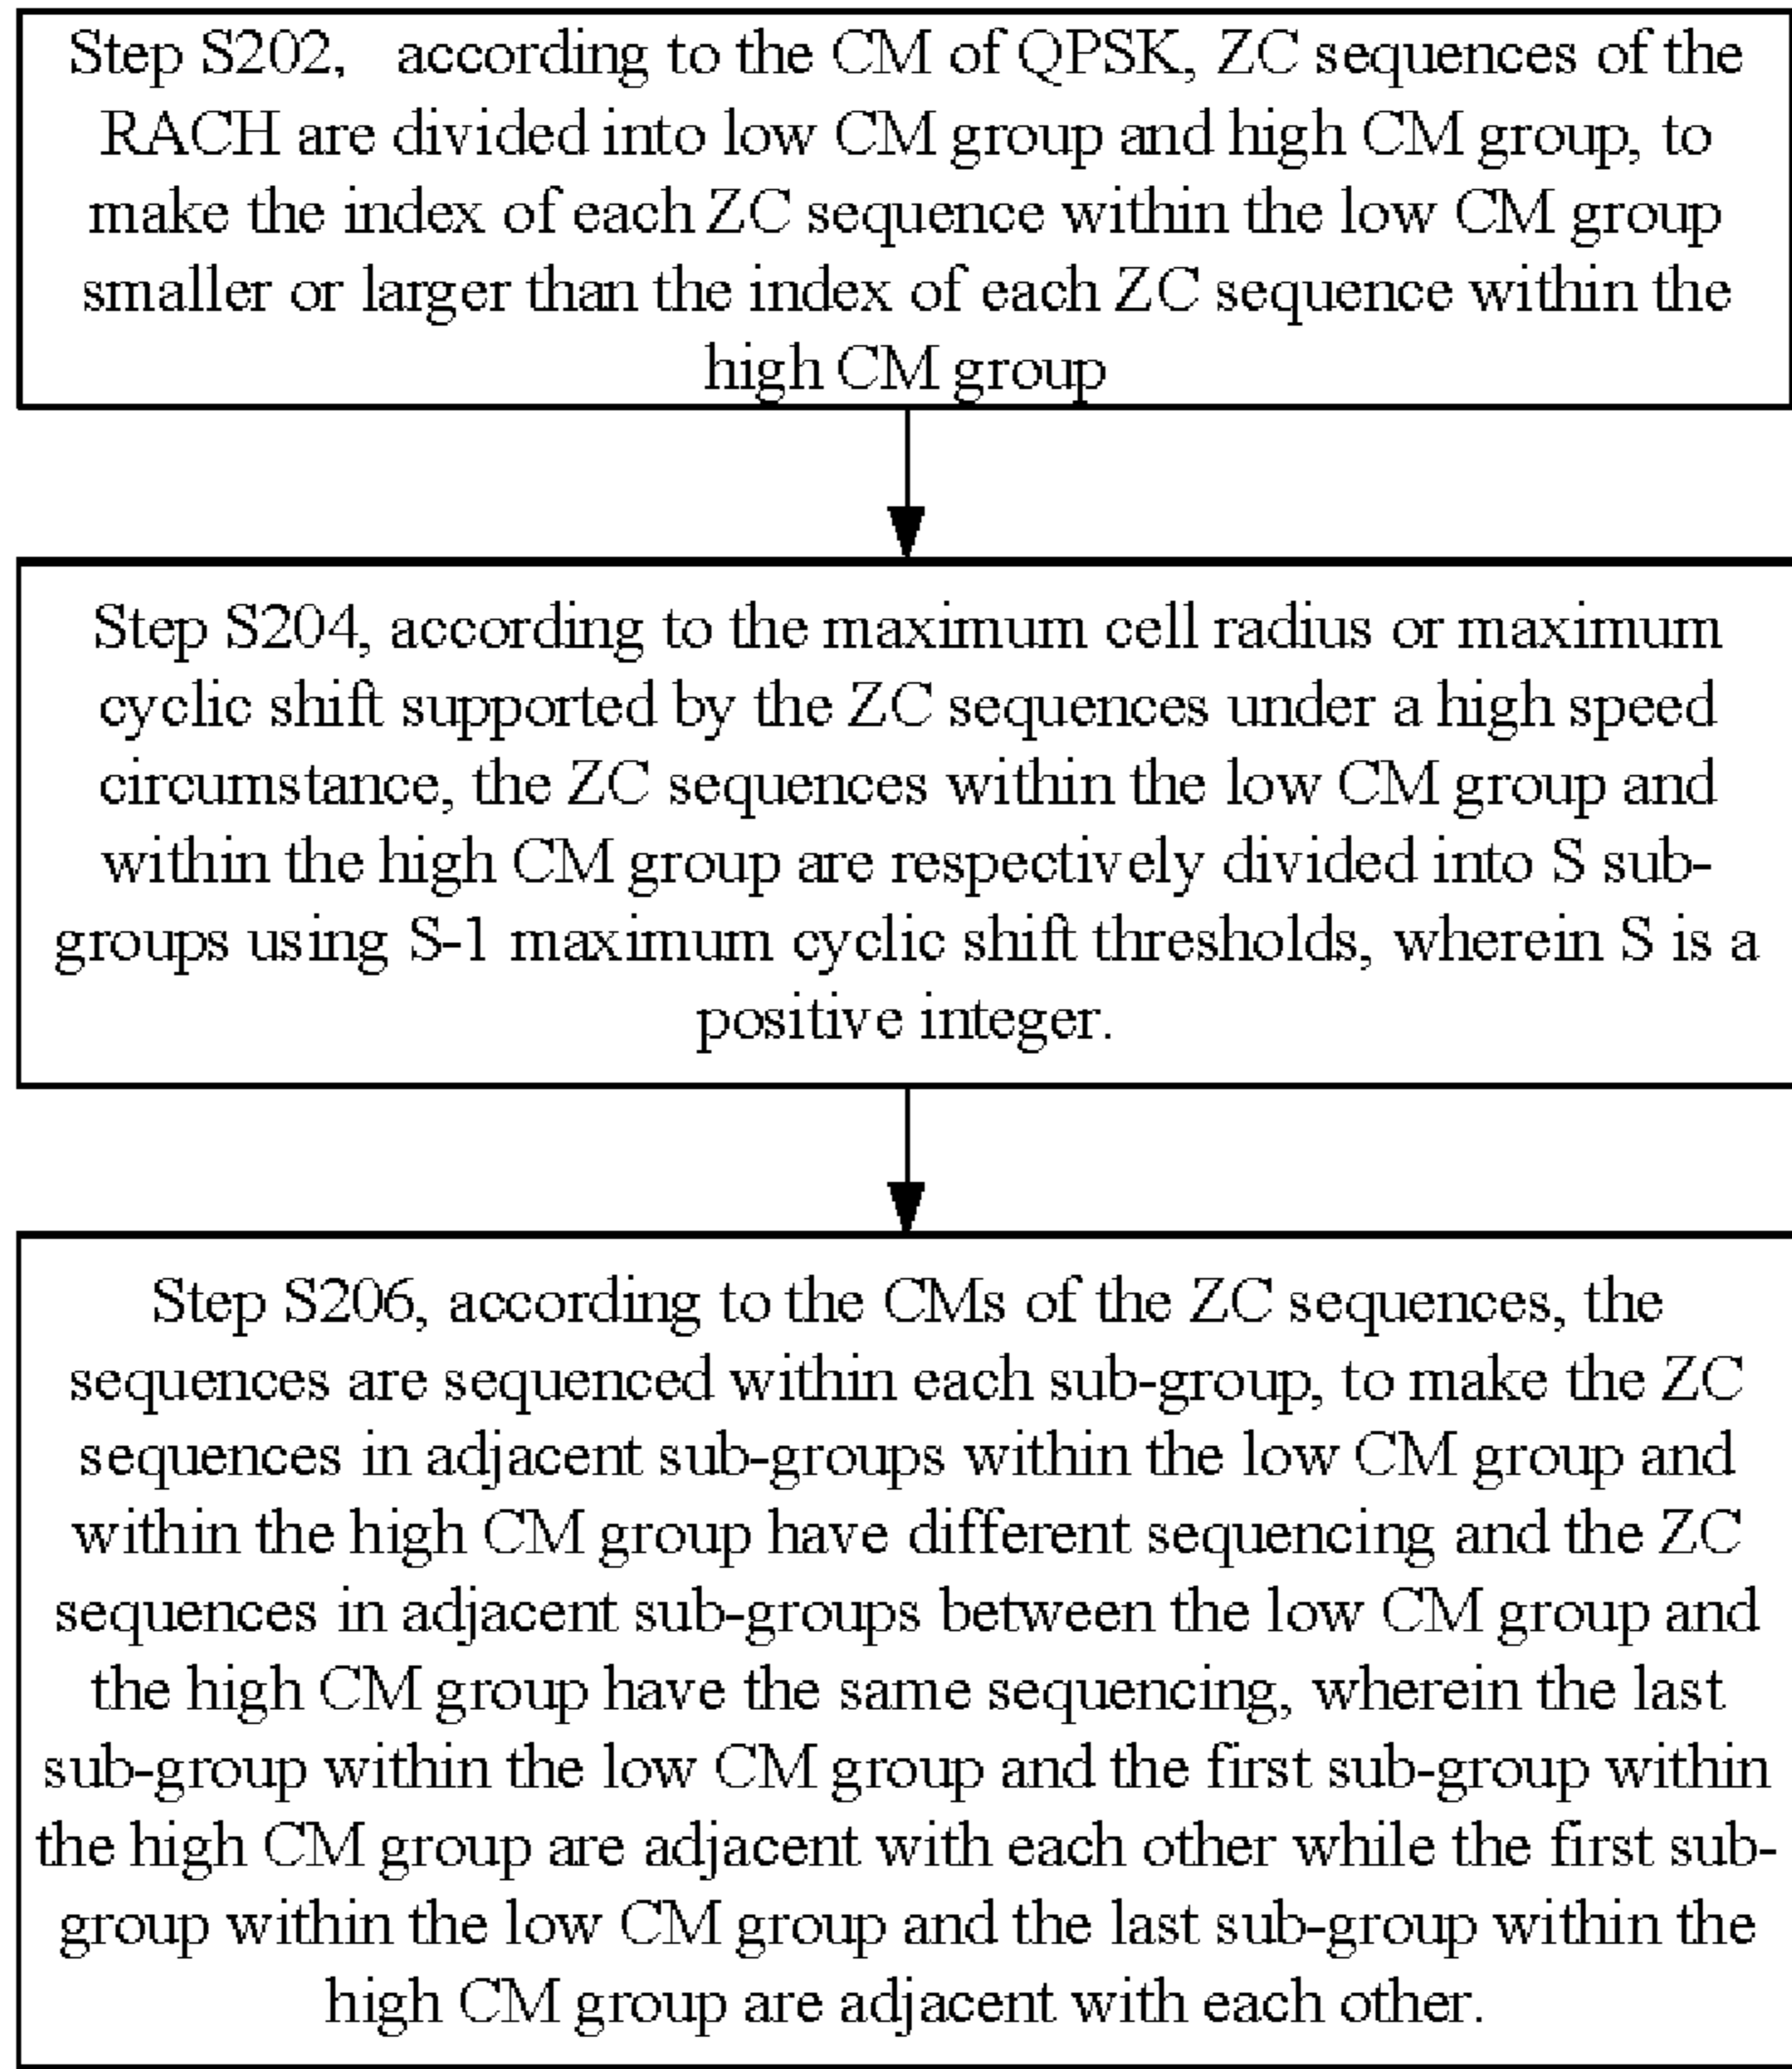 Step S202, according to the CM of QPSK, ZC sequences of the
RACH are divided into low CM group and high CM group, to
make the index of each ZC sequence within the low CM group
smaller or larger than the index of each ZC sequence within the
high CM group
Step S204, according to the maximum cell radius or maximum
cyclic shift supported by the ZC sequences under a high speed
circumstance, the ZC sequences within the low CM group and
within the high CM group are respectively divided into S sub-
groups using S-1 maximum cyclic shift thresholds, wherein S is a
positive integer.
Step S206, according to the CMs of the ZC sequences, the
sequences are sequenced within each sub-group, to make the ZC
sequences in adjacent sub-groups within the low CM group and
within the high CM group have different sequencing and the ZC
sequences in adjacent sub-groups between the low CM group and
the high CM group have the same sequencing, wherein the last
sub-group within the low CM group and the first sub-group within
the high CM group are adjacent with each other while the first sub-
group within the low CM group and the last sub-group within the
high CM group are adjacent with each other.